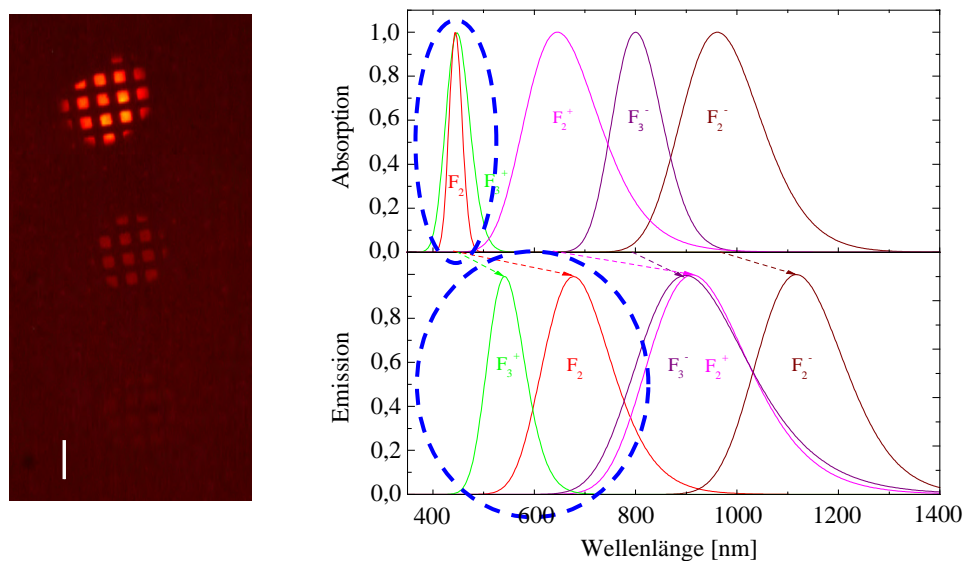 1,0
0,8
0,6
0,4
0,2
0,0
Absorption
F₂
F₃⁺
F₂⁺
F₃⁻
F₂⁻
0,8
0,6
0,4
0,2
0,0
Emission
F₃⁺
F₂
F₃⁻
F₂⁺
F₂⁻
400 600 800 1000 1200 1400
Wellenlänge [nm]